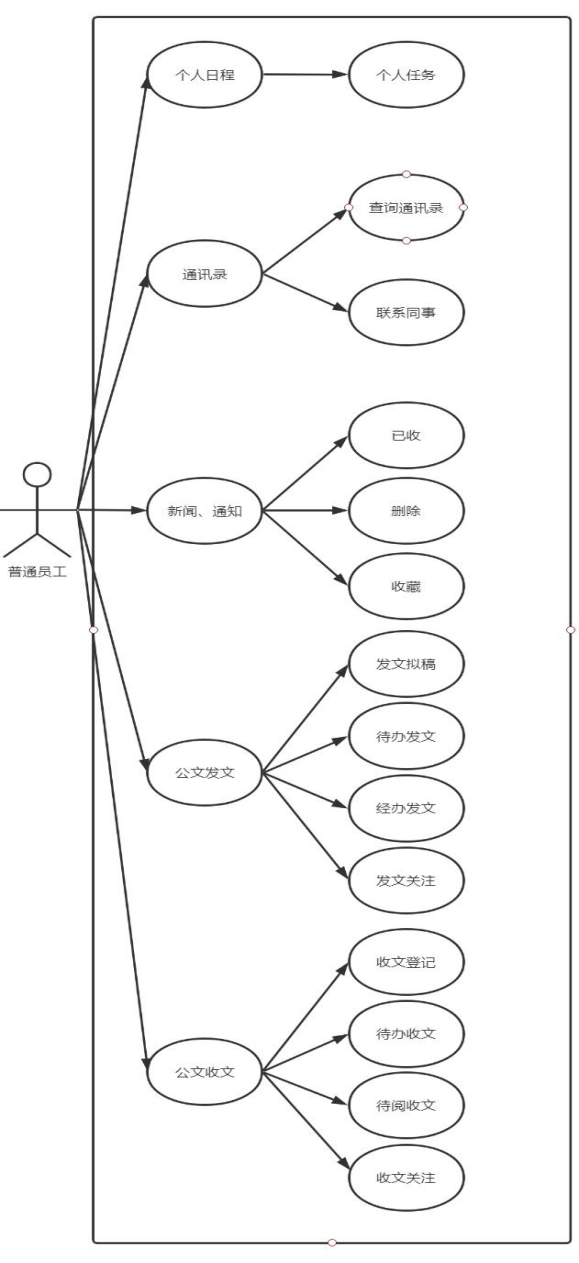 个人日程
个人任务
查询通讯录
通讯录
联系同事
已收
新闻、通知
删除
收藏
普通员工
发文拟稿
待办发文
公文发文
经办发文
发文关注
收文登记
待办收文
公文收文
待阅收文
收文关注